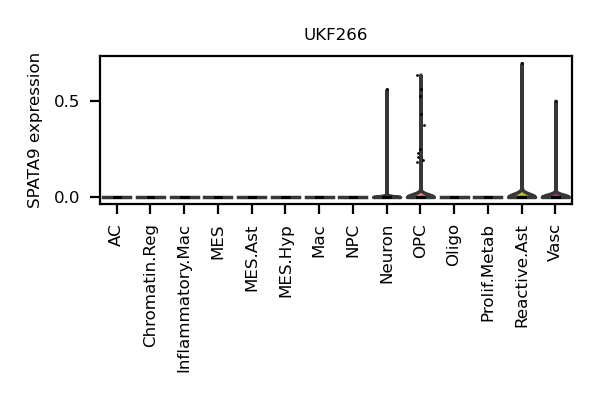 UKF266
SPATA9 expression
0.5
0.0
AC
Chromatin.Reg
Inflammatory.Mac
MES
MES.Ast
MES.Hyp
Mac
NPC
Neuron
OPC
Oligo
Prolif.Metab
Reactive.Ast
Vasc